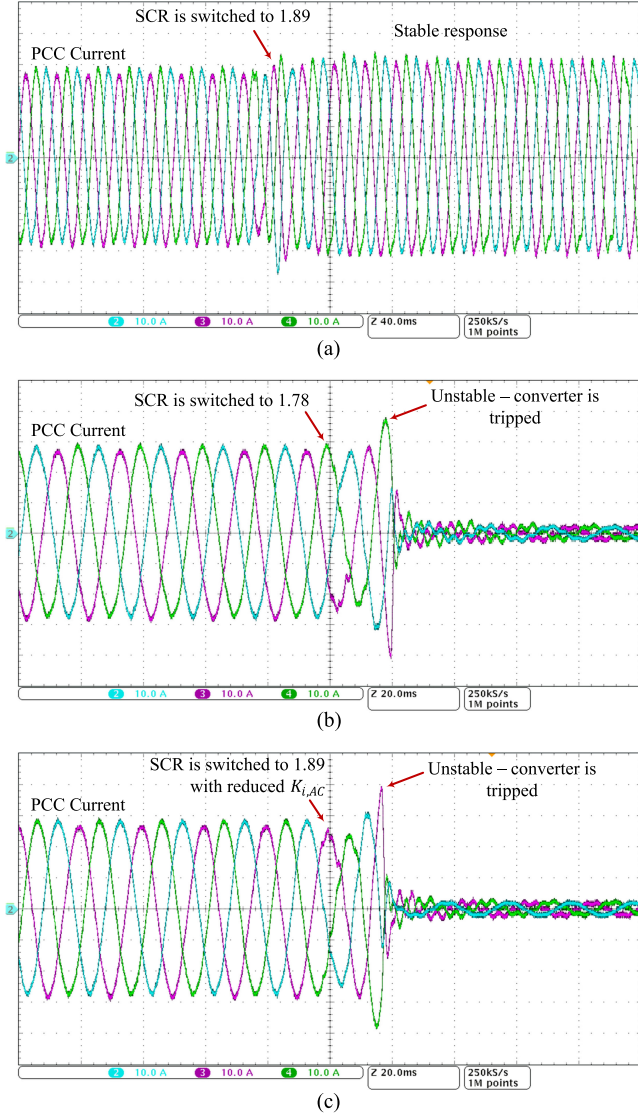 SCR is switched to 1.89
Stable response
PCC Current
2
2 10.0 A 3 10.0 A 4 10.0 A Z 40.0ms 250kS/s
1M points
(a)
Unstable – converter is
tripped
SCR is switched to 1.78
PCC Current
2
2 10.0 A 3 10.0 A 4 10.0 A Z 20.0ms 250kS/s
1M points
(b)
SCR is switched to 1.89
with reduced K_{i,AC}
Unstable – converter is
tripped
PCC Current
2
2 10.0 A 3 10.0 A 4 10.0 A Z 20.0ms 250kS/s
1M points
(c)